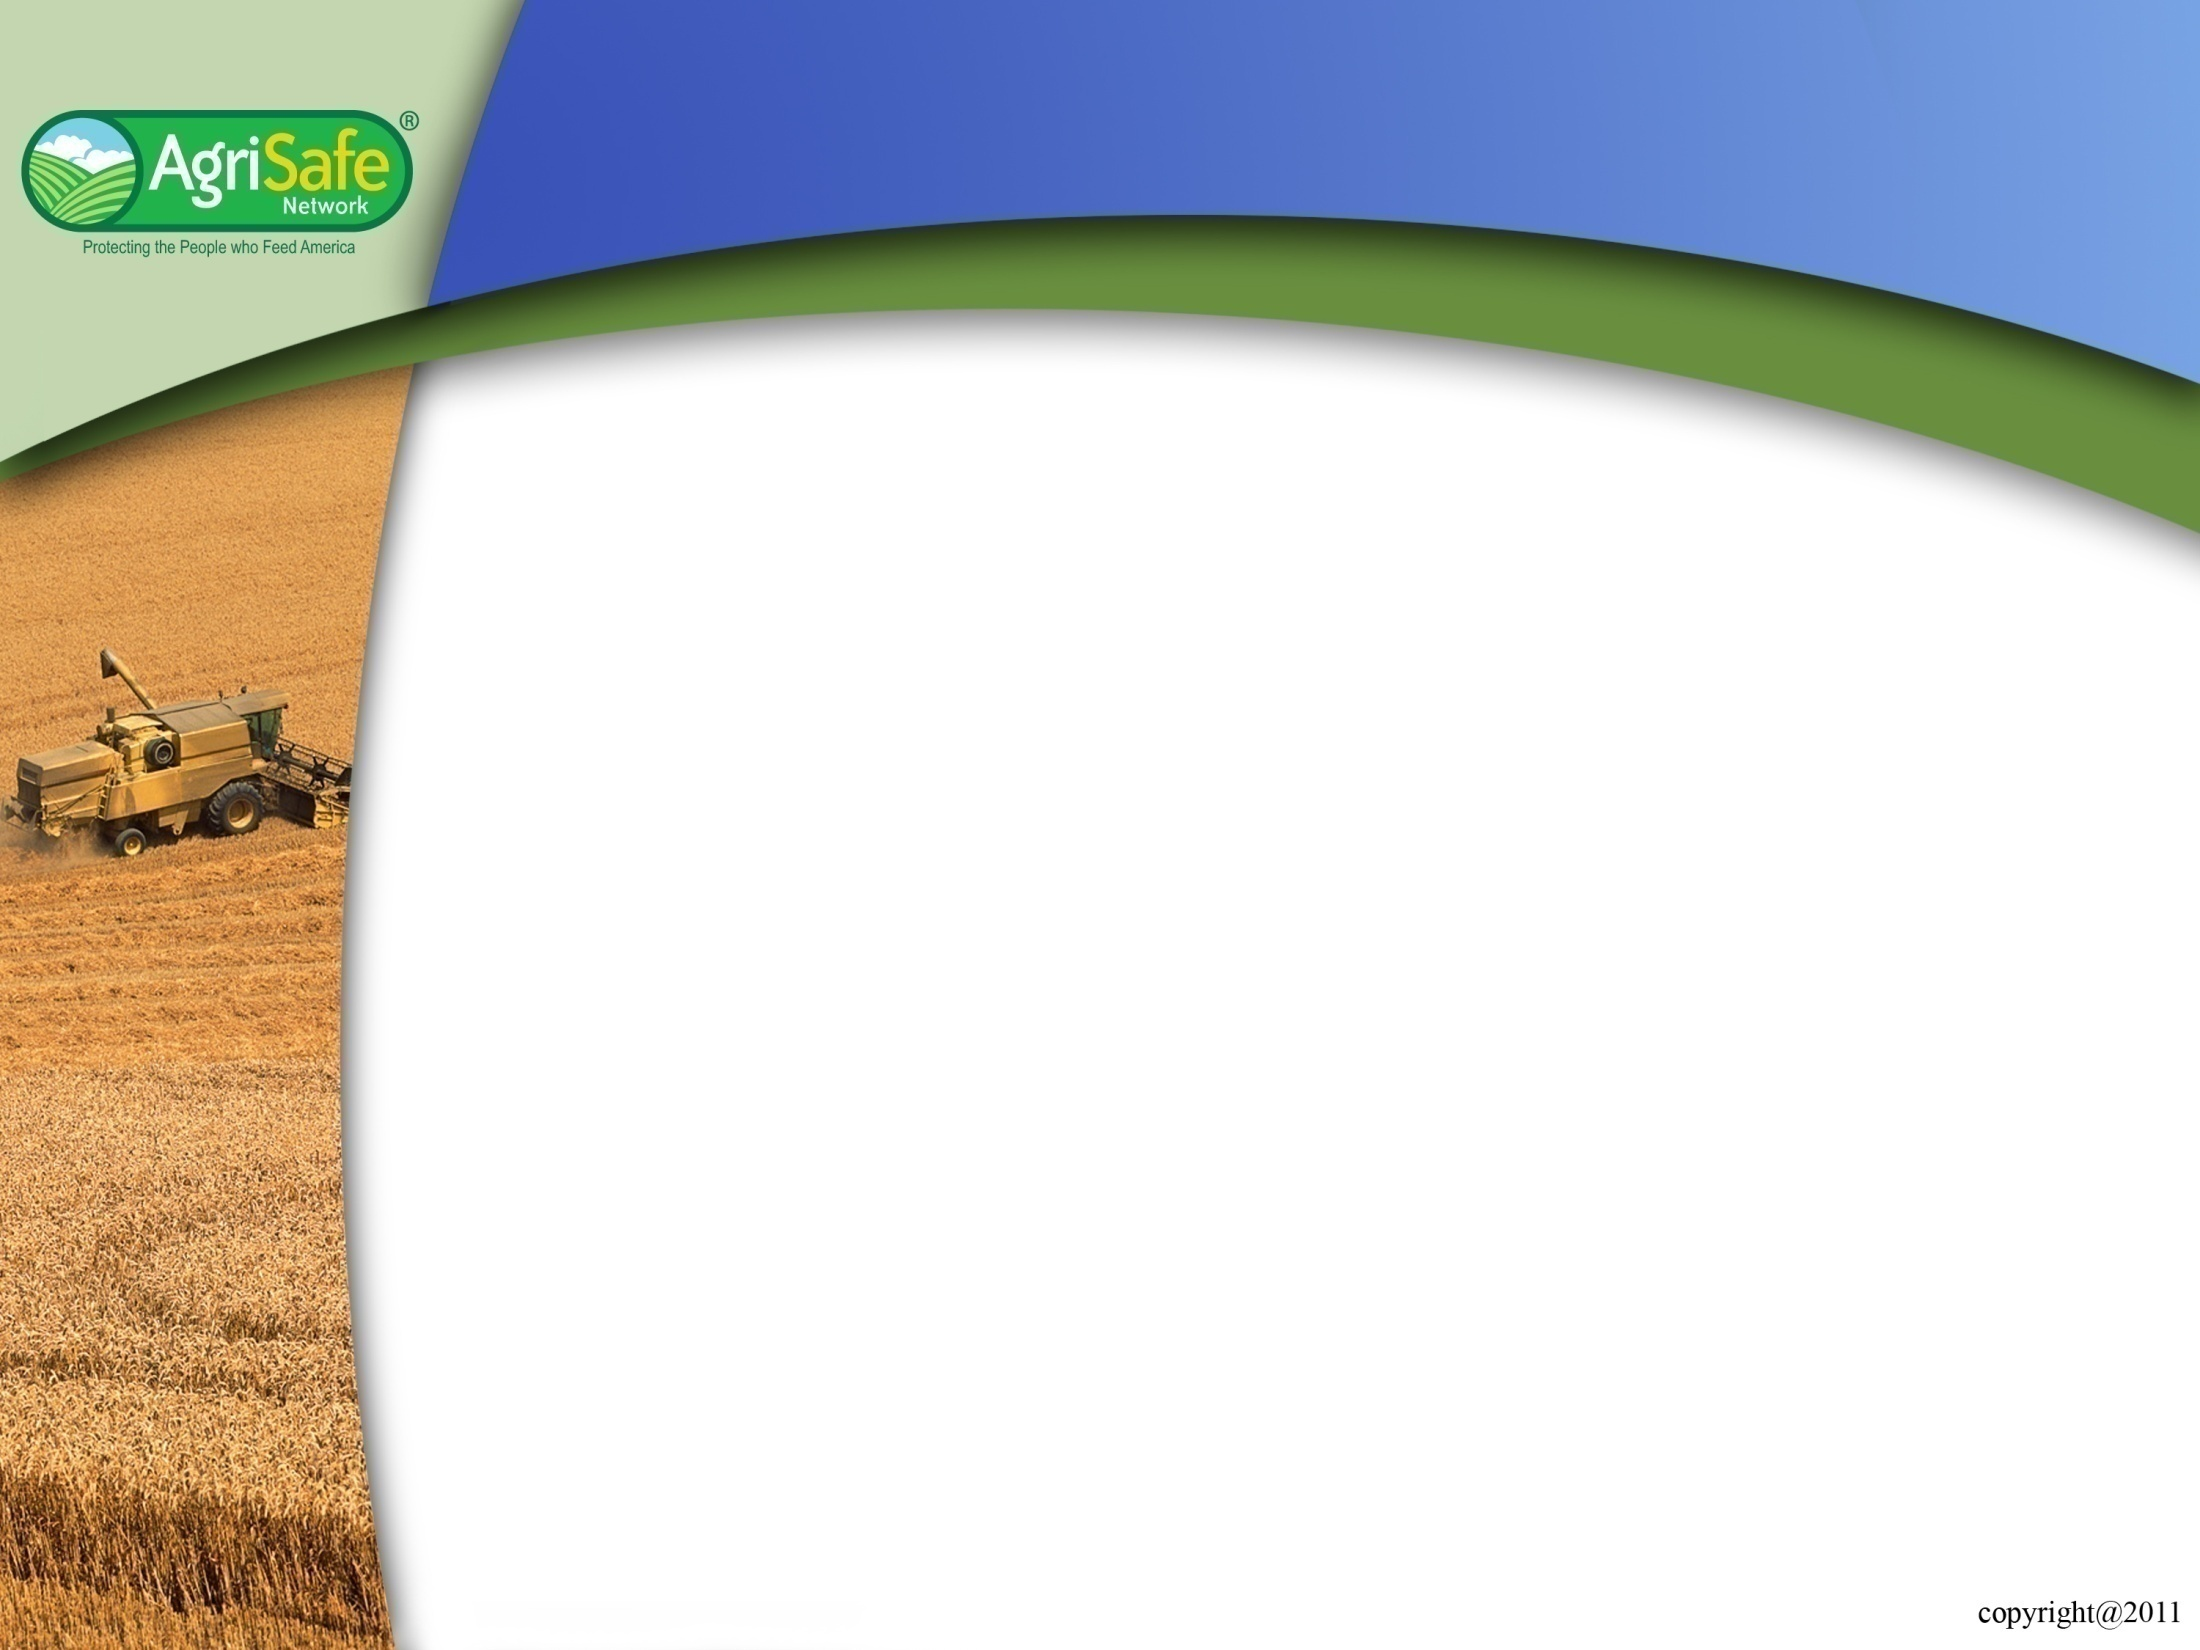 AgriSafe®
Network
Protecting the People who Feed America
copyright@2011